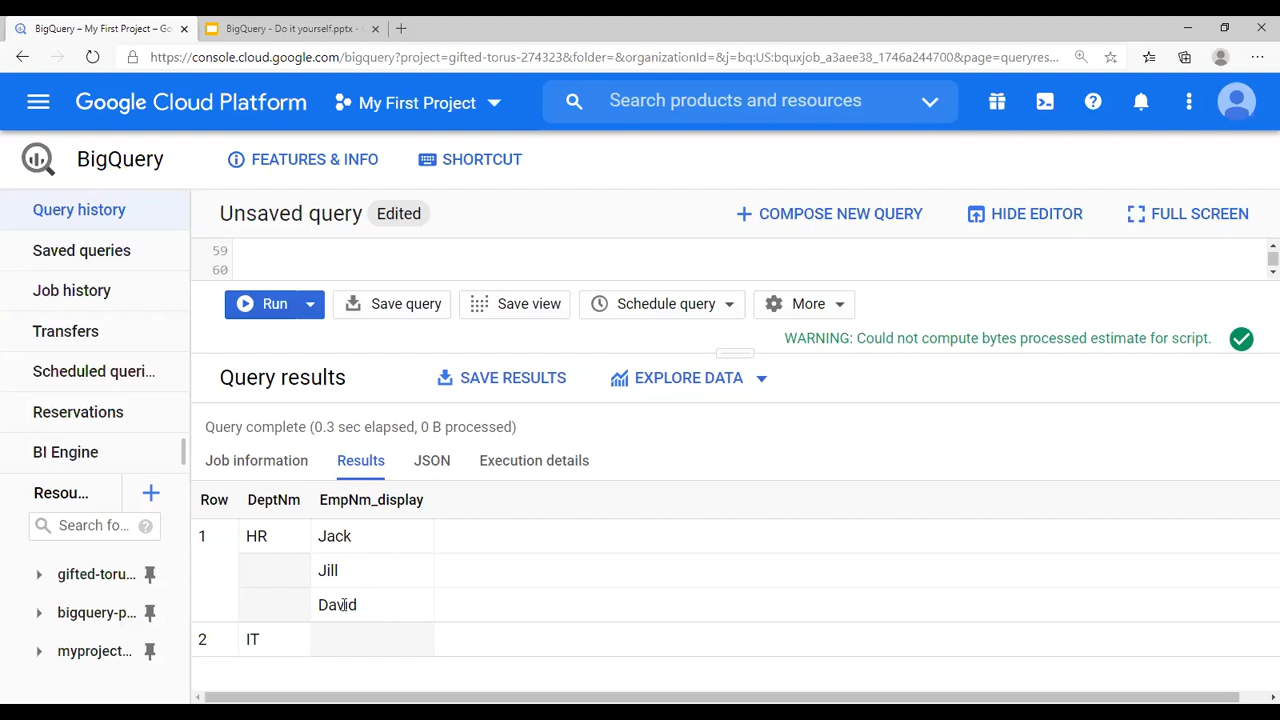 BigQuery – My First Project – Go
BigQuery - Do it yourself.pptx -
https://console.cloud.google.com/bigquery?project=gifted-torus-274323&folder=&organizationId=&j=bq:US:bquxjob_a3aee38_1746a244700&page=queryres...
Google Cloud Platform
My First Project
Search products and resources
BigQuery
FEATURES & INFO
SHORTCUT
Query history
Saved queries
Job history
Transfers
Scheduled queri...
Reservations
BI Engine
Resou...
Search fo...
gifted-toru...
bigquery-p...
myproject...
Unsaved query
Edited
COMPOSE NEW QUERY
HIDE EDITOR
FULL SCREEN
59
60
Run
Save query
Save view
Schedule query
More
WARNING: Could not compute bytes processed estimate for script.
Query results
SAVE RESULTS
EXPLORE DATA
Query complete (0.3 sec elapsed, 0 B processed)
Job information
Results
JSON
Execution details
Row DeptNm EmpNm_display
1 HR Jack
Jill
David
2 IT